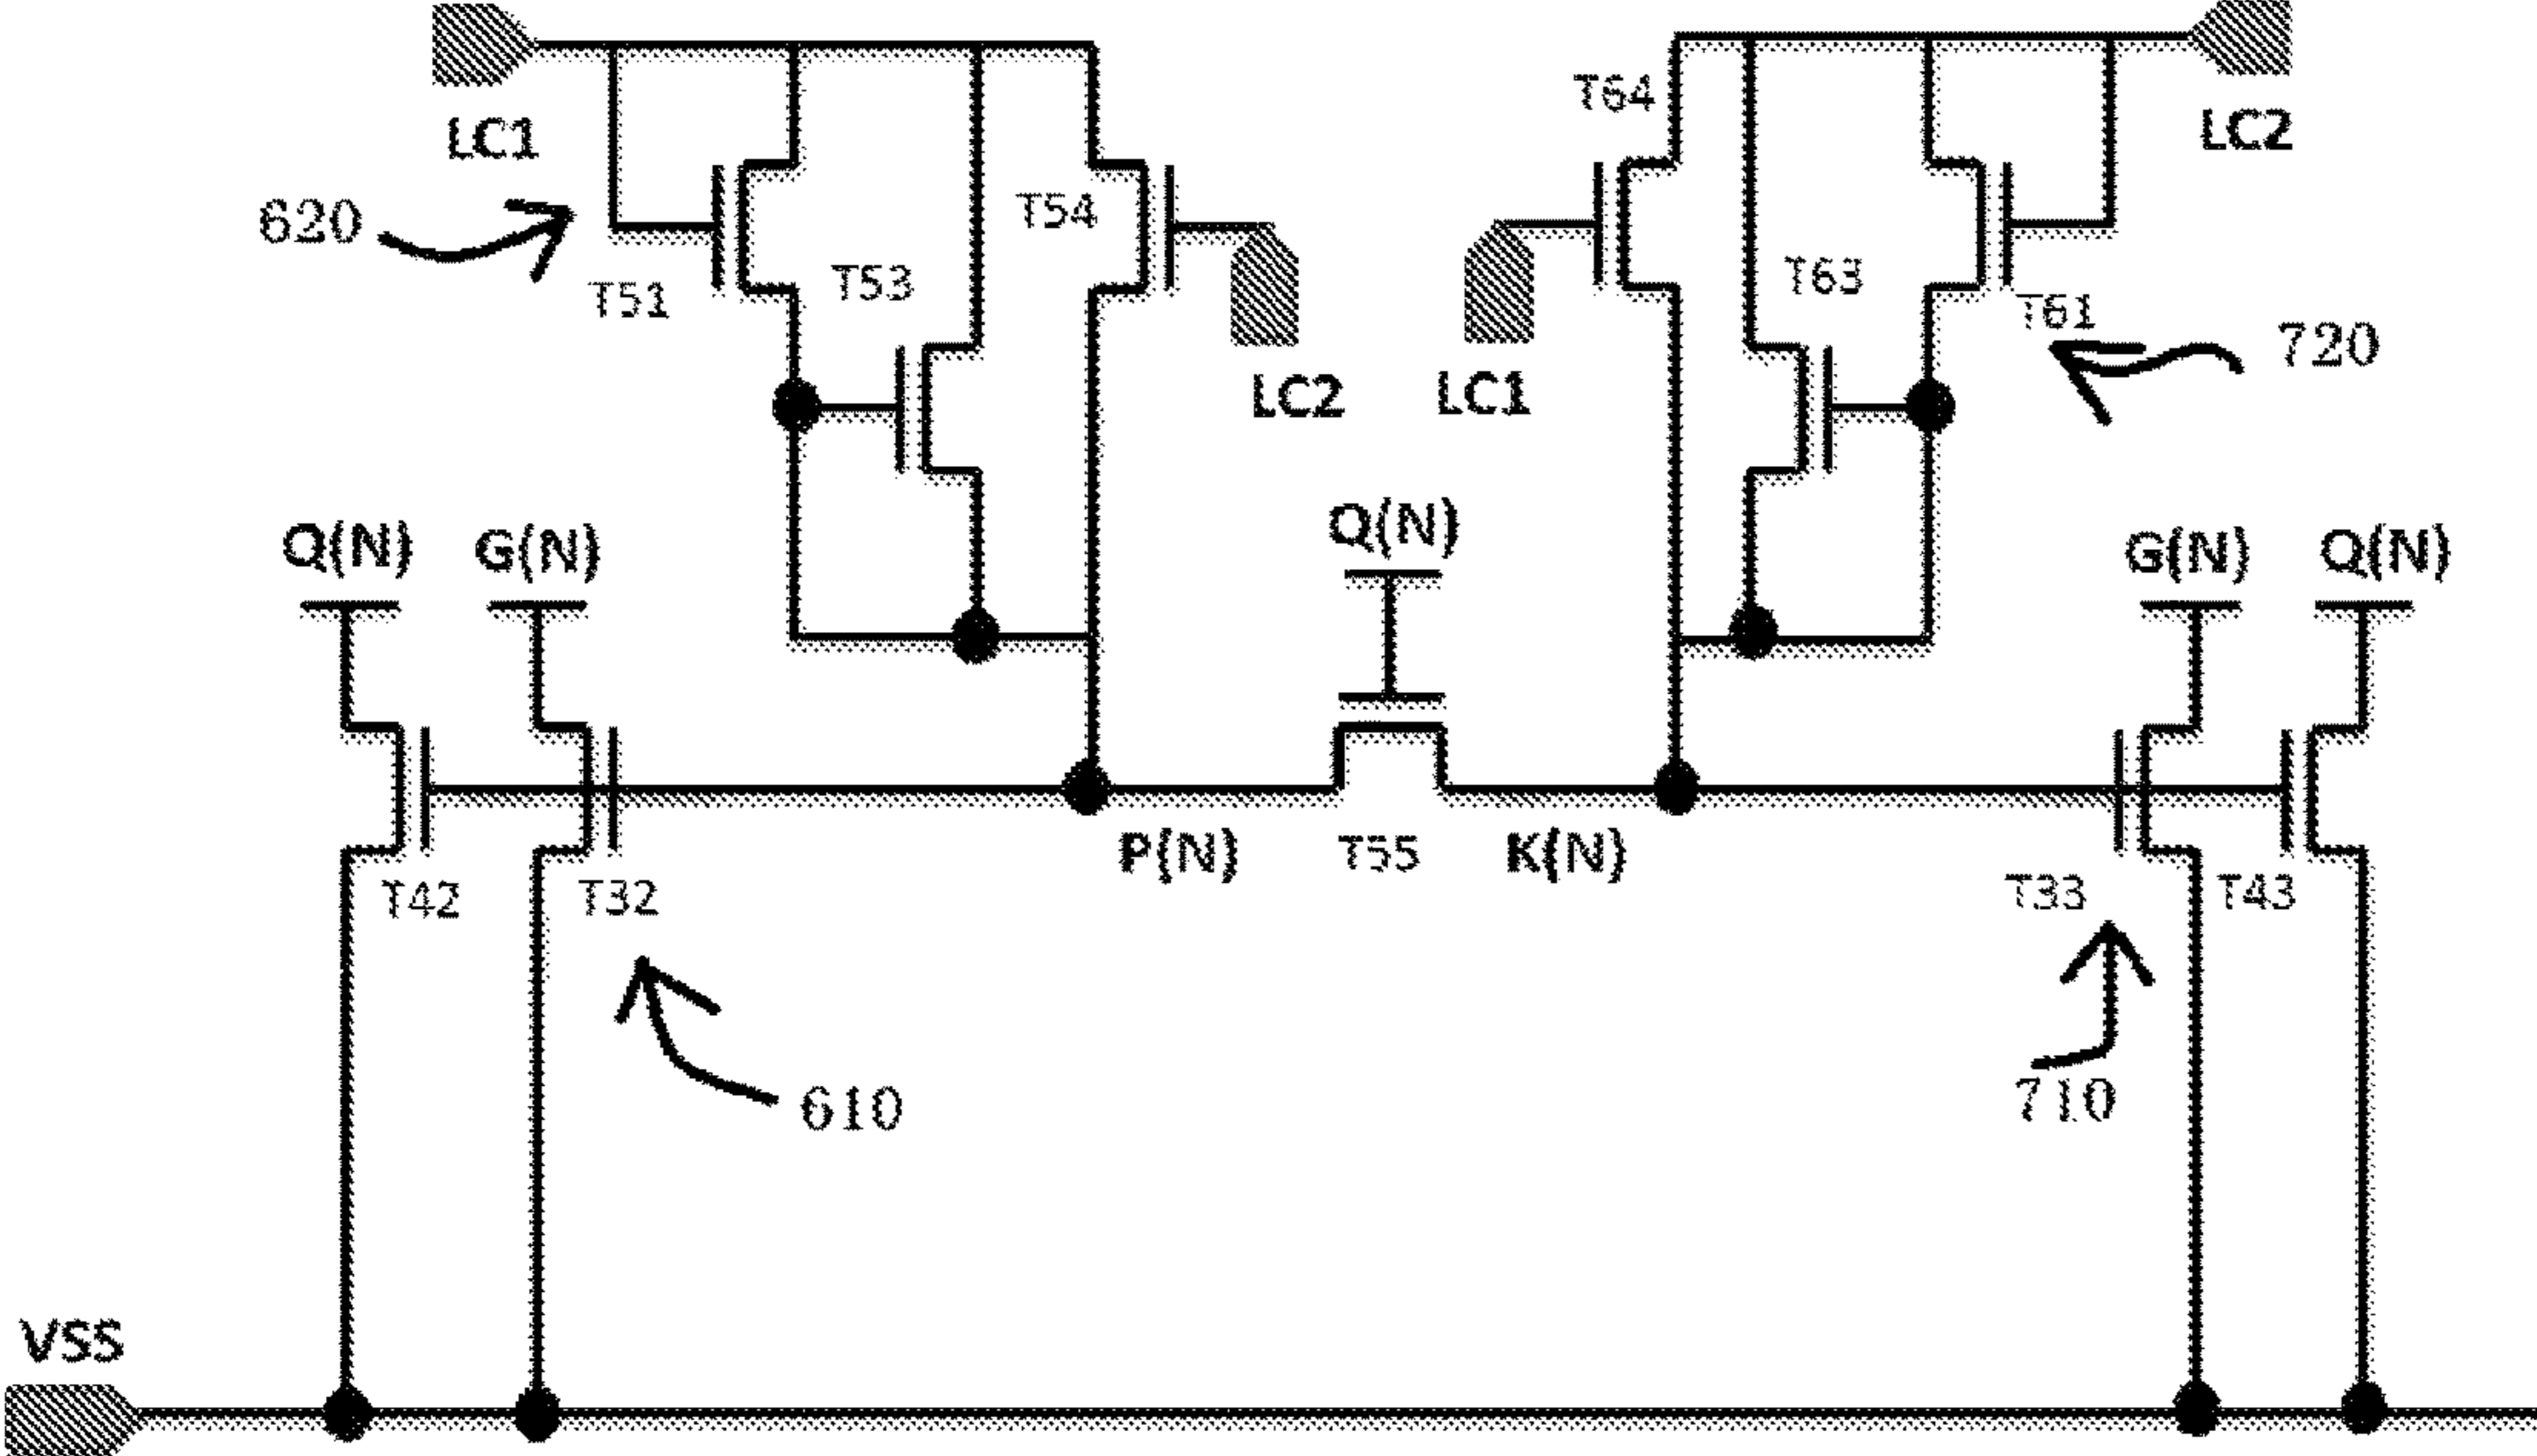 LC1
T64
LC2
620
T51
T53
T54
LC2
LC1
T63
T61
720
Q(N)
G(N)
Q(N)
G(N)
Q(N)
T42
T32
P(N)
T55
K(N)
T33
T43
610
710
VSS